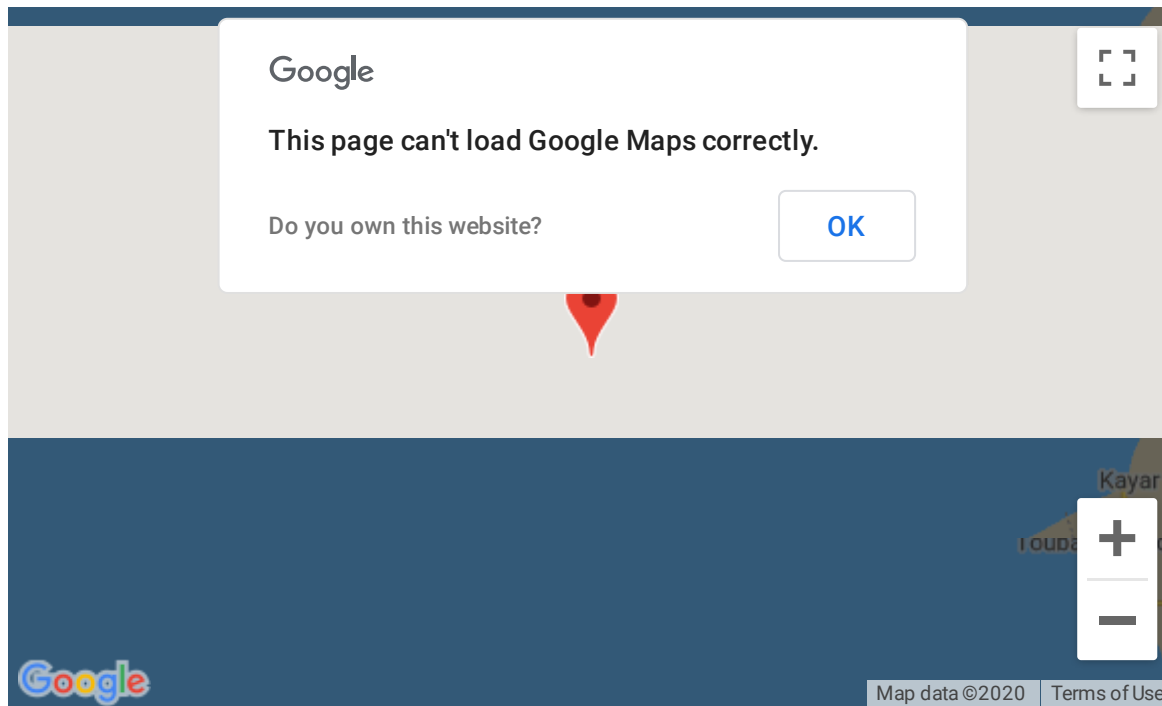 Google
This page can't load Google Maps correctly.
Do you own this website?
OK
Kayar
Google
Map data ©2020
Terms of Use